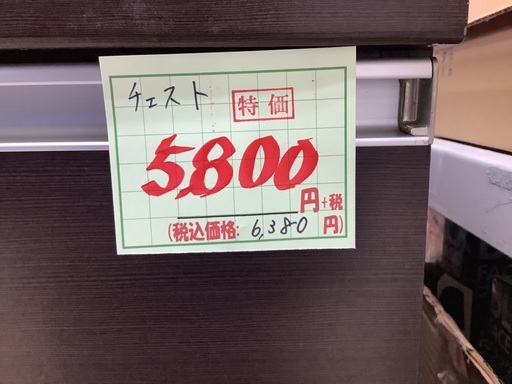 チェスト 特価
5,800
円+税
(税込価格: 6,380 円)